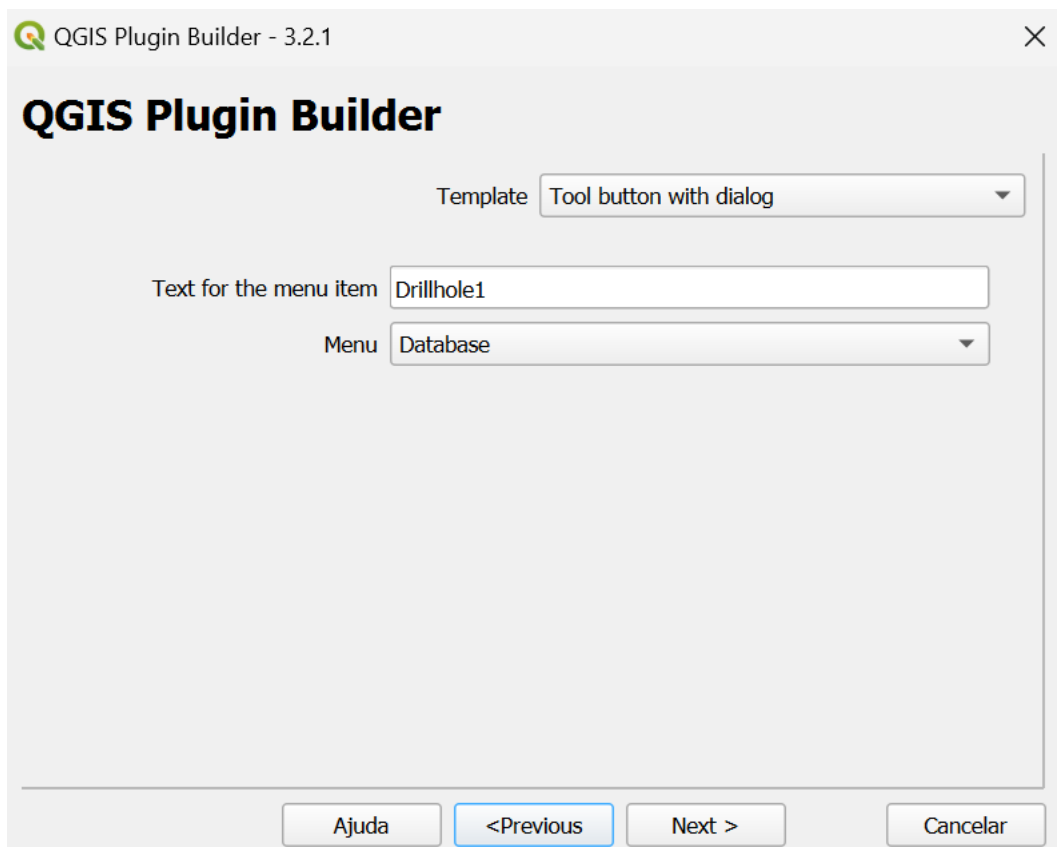 QGIS Plugin Builder - 3.2.1
QGIS Plugin Builder
Template Tool button with dialog
Text for the menu item Drillhole1
Menu Database
Ajuda <Previous Next > Cancelar